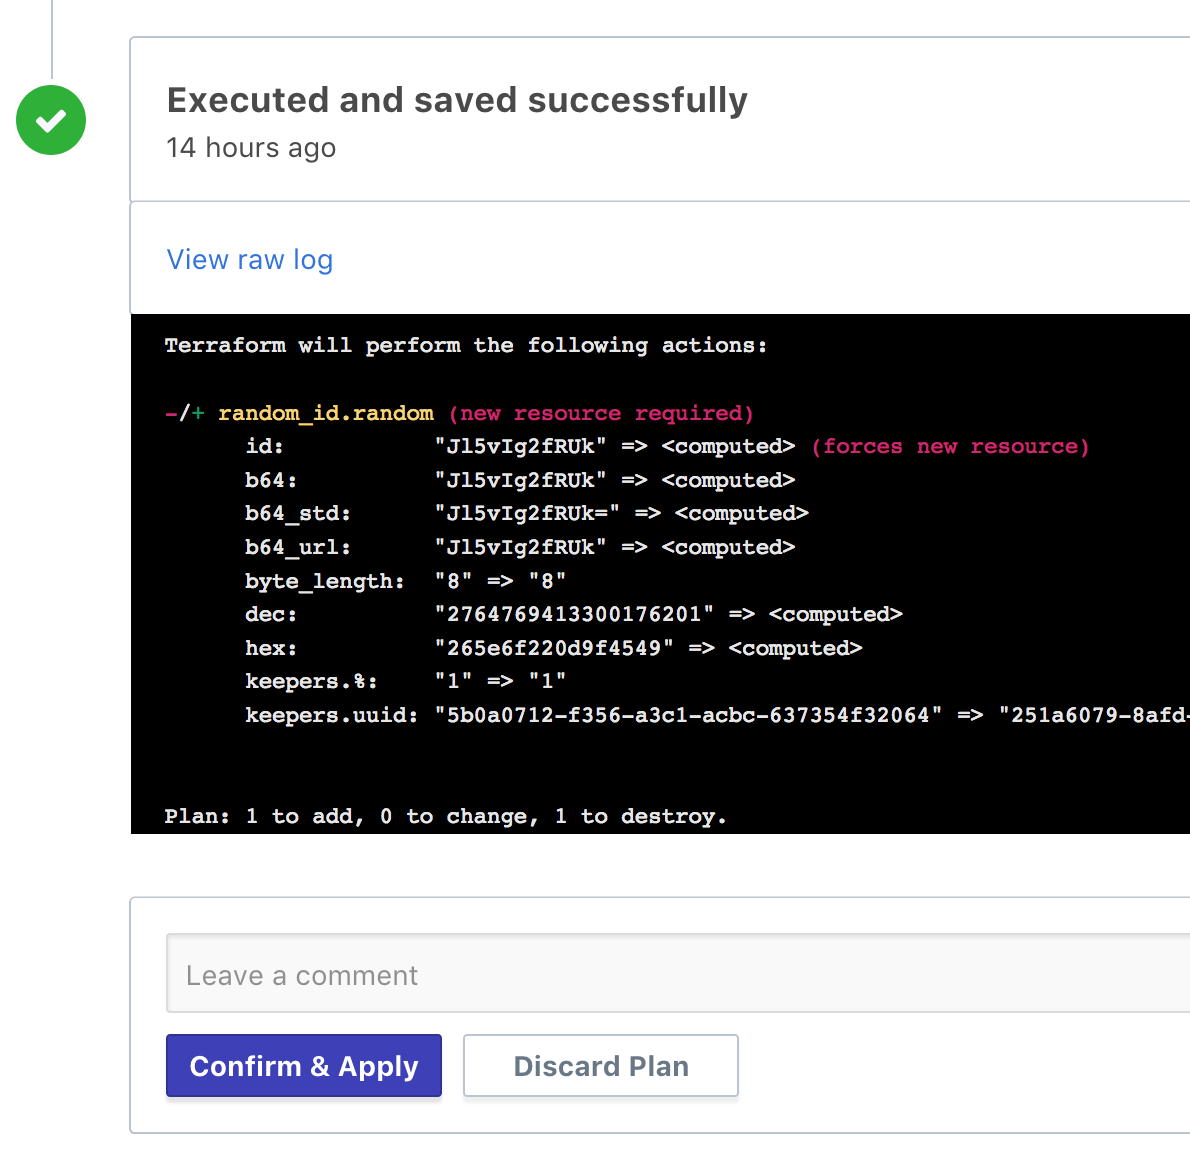 Executed and saved successfully
14 hours ago
View raw log
Terraform will perform the following actions:
-/+ random_id.random (new resource required)
id: "Jl5vIg2fRUk" => <computed> (forces new resource)
b64: "Jl5vIg2fRUk" => <computed>
b64_std: "Jl5vIg2fRUk=" => <computed>
b64_url: "Jl5vIg2fRUk" => <computed>
byte_length: "8" => "8"
dec: "2764769413300176201" => <computed>
hex: "265e6f220d9f4549" => <computed>
keepers.%: "1" => "1"
keepers.uuid: "5b0a0712-f356-a3c1-acbc-637354f32064" => "251a6079-8afd-
Plan: 1 to add, 0 to change, 1 to destroy.
Leave a comment
Confirm & Apply
Discard Plan